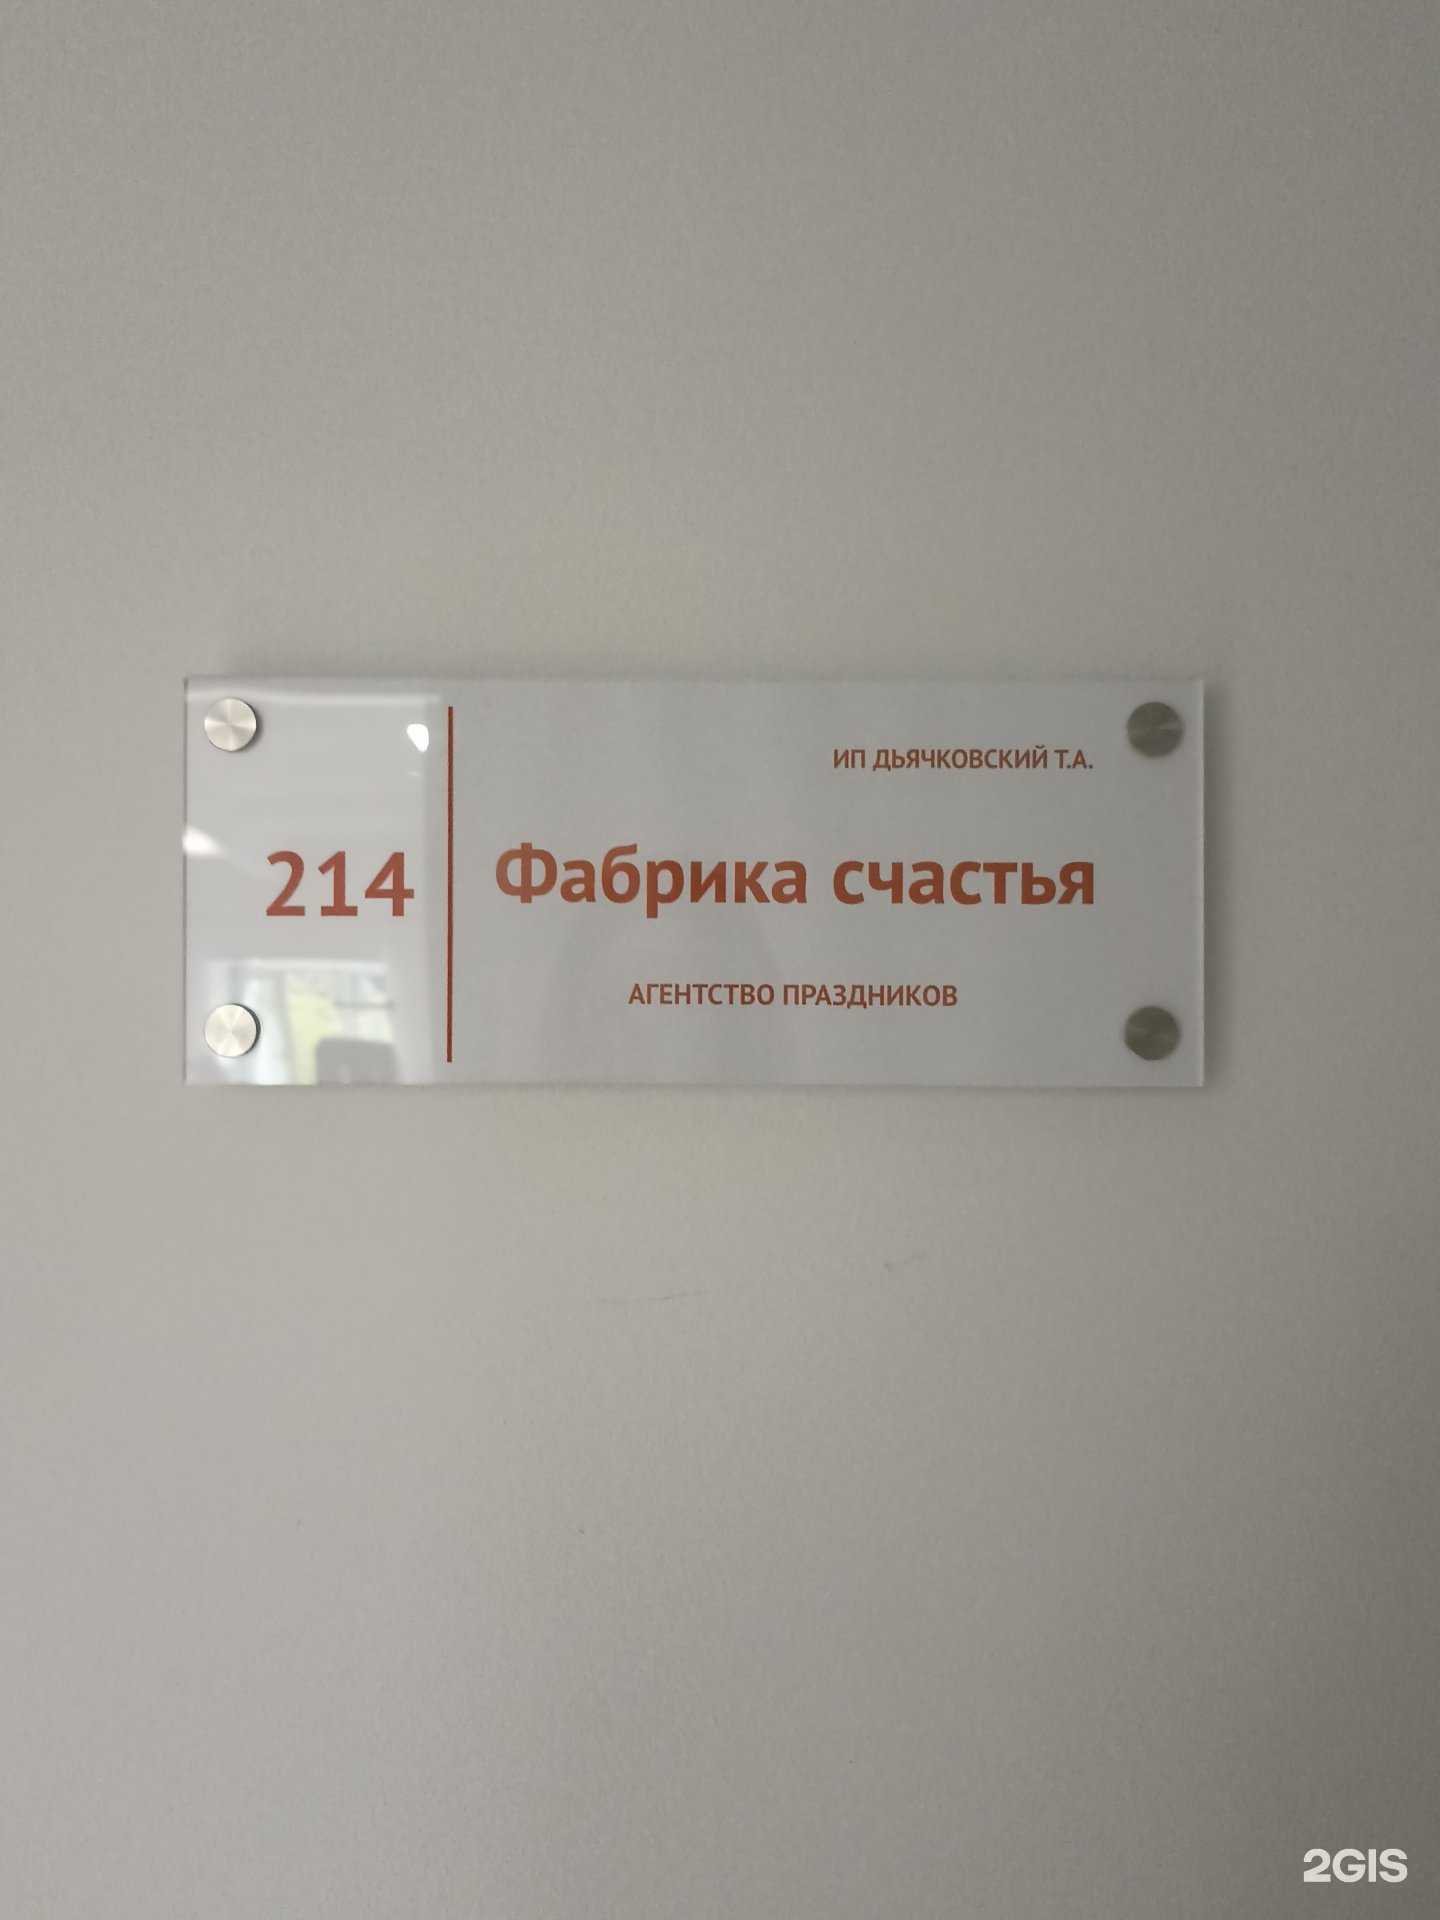 ИП ДЬЯЧКОВСКИЙ Т.А.
214
Фабрика счастья
АГЕНТСТВО ПРАЗДНИКОВ
2GIS